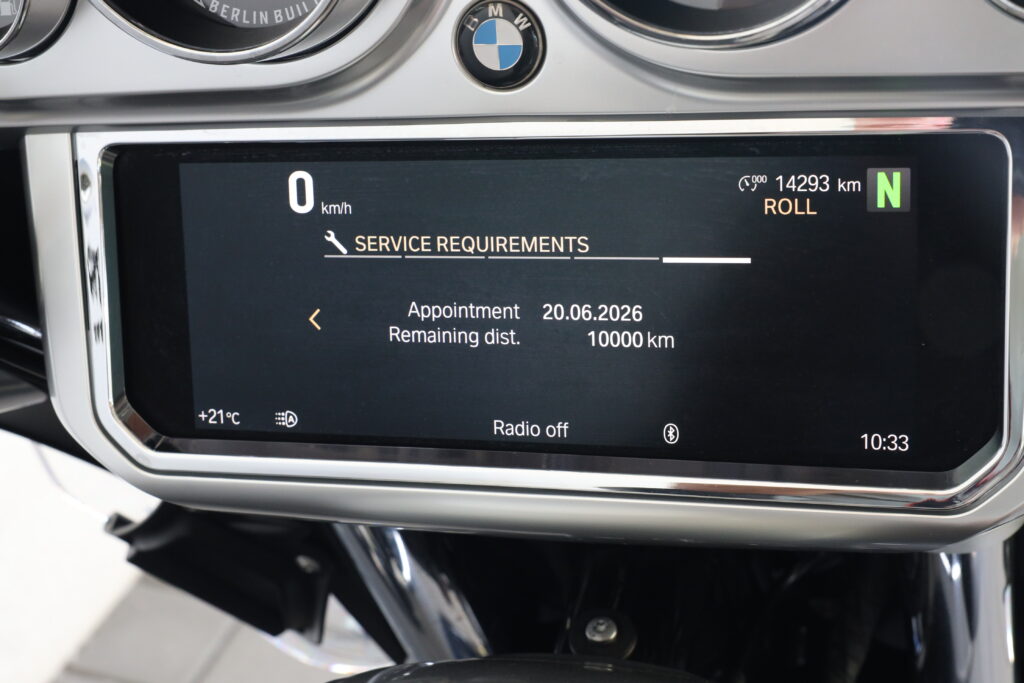 BERLIN BUILT
BMW
0 km/h
000 14293 km
N
ROLL
SERVICE REQUIREMENTS
Appointment 20.06.2026
Remaining dist. 10000 km
+21°C
A
Radio off
10:33